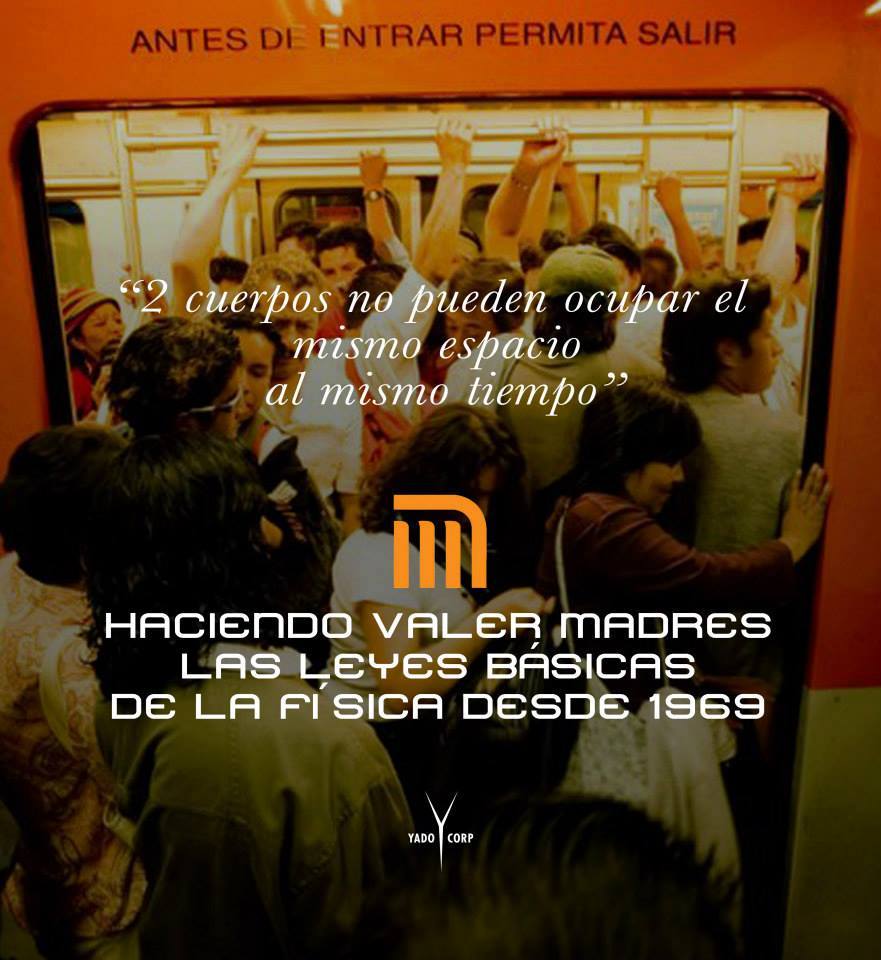 ANTES DE ENTRAR PERMITA SALIR
“2 cuerpos no pueden ocupar el
mismo espacio
al mismo tiempo”
HACIENDO VALER MADRES
LAS LEYES BÁSICAS
DE LA FÍSICA DESDE 1969
YADO CORP